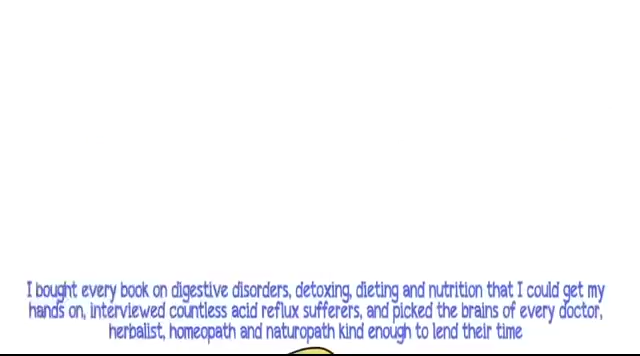 I bought every book on digestive disorders, detoxing, dieting and nutrition that I could get my
hands on, interviewed countless acid reflux sufferers, and picked the brains of every doctor,
herbalist, homeopath and naturopath kind enough to lend their time